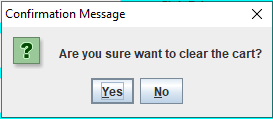 Confirmation Message
? Are you sure want to clear the cart?
Yes No